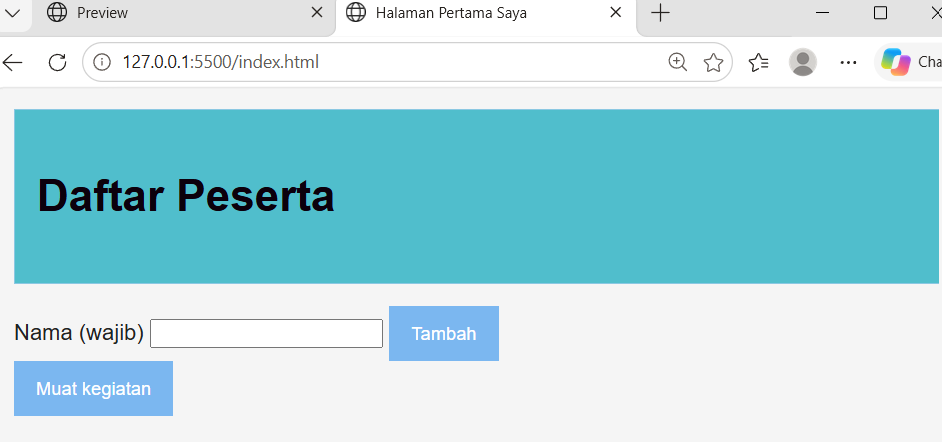 Preview
Halaman Pertama Saya
127.0.0.1:5500/index.html
Cha
Daftar Peserta
Nama (wajib)
Tambah
Muat kegiatan